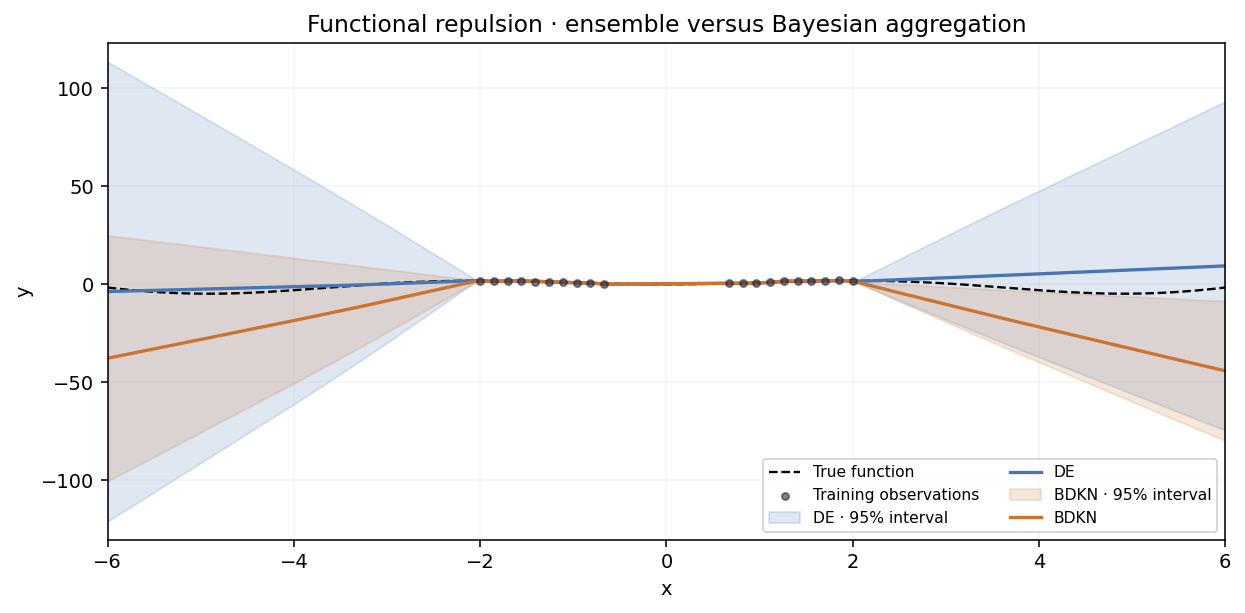 Functional repulsion · ensemble versus Bayesian aggregation
y
100
50
0
−50
−100
−6
−4
−2
0
2
4
6
x
True function
Training observations
DE · 95% interval
DE
BDKN · 95% interval
BDKN